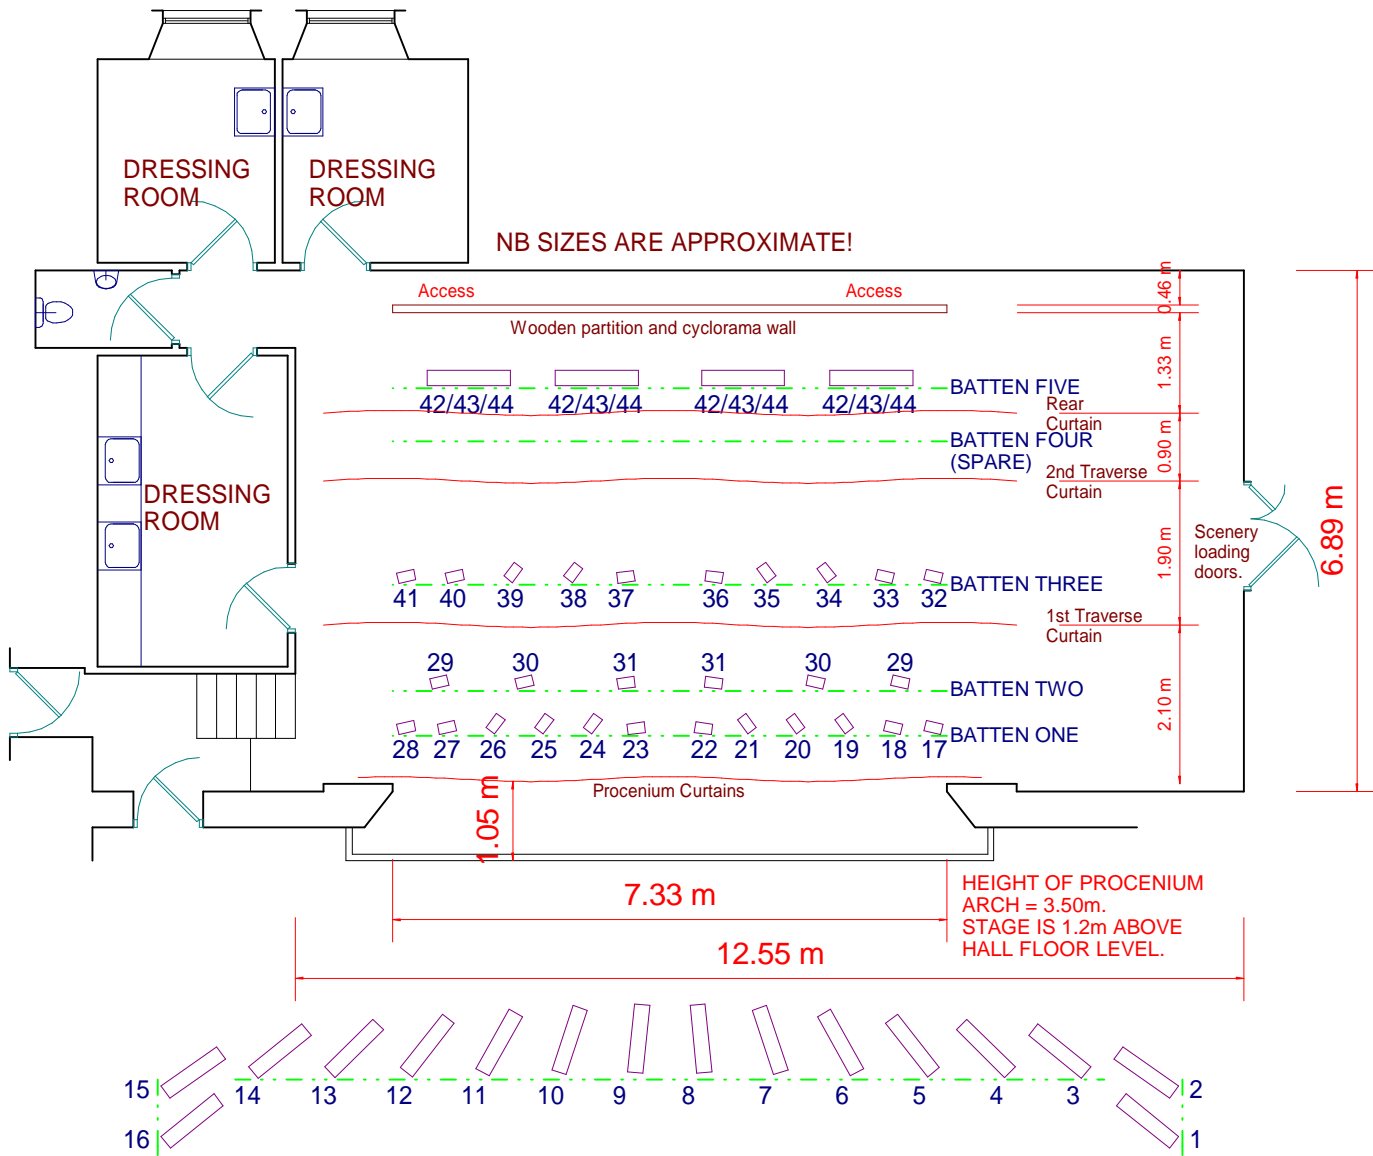 DRESSING
ROOM
DRESSING
ROOM
NB SIZES ARE APPROXIMATE!
0.46 m
Access
Access
Wooden partition and cyclorama wall
1.33 m
BATTEN FIVE
42/43/44 42/43/44 42/43/44 42/43/44
Rear
Curtain
BATTEN FOUR
(SPARE)
0.90 m
2nd Traverse
Curtain
DRESSING
ROOM
6.89 m
Scenery
loading
doors.
1.90 m
BATTEN THREE
41 40 39 38 37 36 35 34 33 32
1st Traverse
Curtain
29 30 31 31 30 29
BATTEN TWO
2.10 m
BATTEN ONE
28 27 26 25 24 23 22 21 20 19 18 17
Procenium Curtains
1.05 m
7.33 m
HEIGHT OF PROCENIUM
ARCH = 3.50m.
STAGE IS 1.2m ABOVE
HALL FLOOR LEVEL.
12.55 m
15 14 13 12 11 10 9 8 7 6 5 4 3 2
16 1